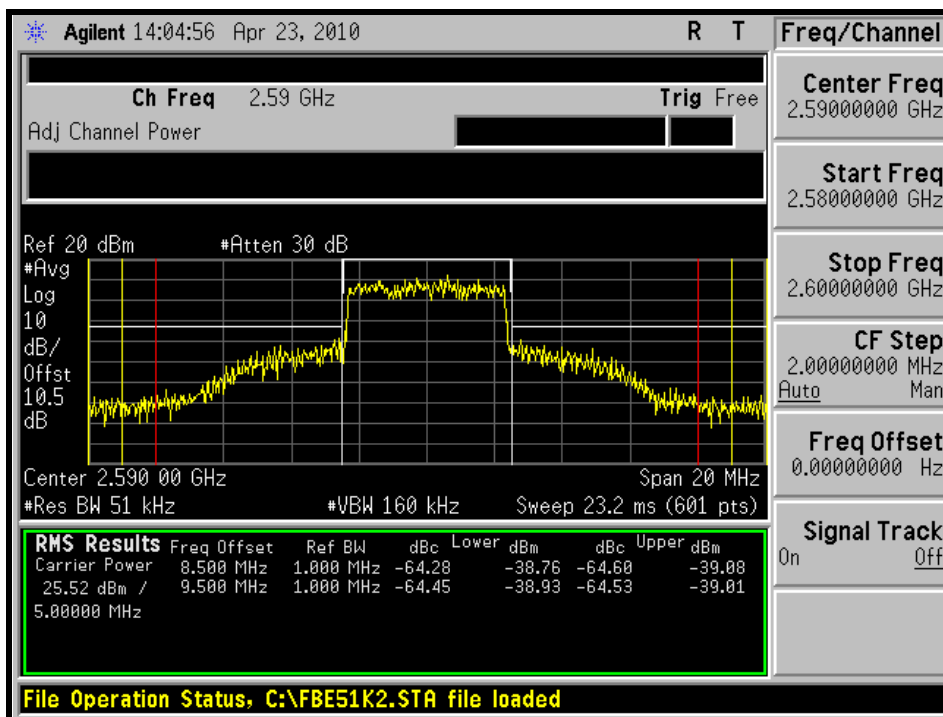 Agilent 14:04:56 Apr 23, 2010 R T
Freq/Channel
Ch Freq 2.59 GHz Trig Free
Adj Channel Power
Center Freq
2.59000000 GHz
Start Freq
2.58000000 GHz
Stop Freq
2.60000000 GHz
CF Step
2.00000000 MHz
Auto Man
Freq Offset
0.00000000 Hz
Signal Track
On Off
Ref 20 dBm #Atten 30 dB
#Avg
Log
10
dB/
Offst
10.5
dB
Center 2.590 00 GHz Span 20 MHz
#Res BW 51 kHz #VBW 160 kHz Sweep 23.2 ms (601 pts)
RMS Results Freq Offset Ref BW dBc Lower dBm dBc Upper dBm
Carrier Power 8.500 MHz 1.000 MHz -64.28 -38.76 -64.60 -39.08
25.52 dBm / 9.500 MHz 1.000 MHz -64.45 -38.93 -64.53 -39.01
5.00000 MHz
File Operation Status, C:\FBE51K2.STA file loaded